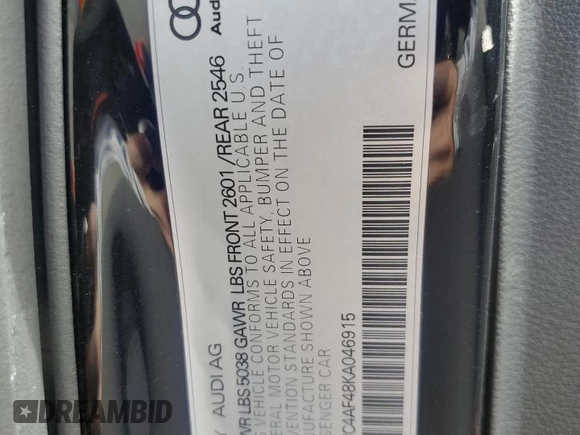 Audi
AUDI AG
GERM
WR LBS 5038 GAWR LBS FRONT 2601 /REAR 2546
VEHICLE CONFORMS TO ALL APPLICABLE U.S.
ERAL MOTOR VEHICLE SAFETY, BUMPER AND THEFT
VENTION STANDARDS IN EFFECT ON THE DATE OF
UFACTURE SHOWN ABOVE
SENGER CAR
C4AF48KA046915
RideSafely